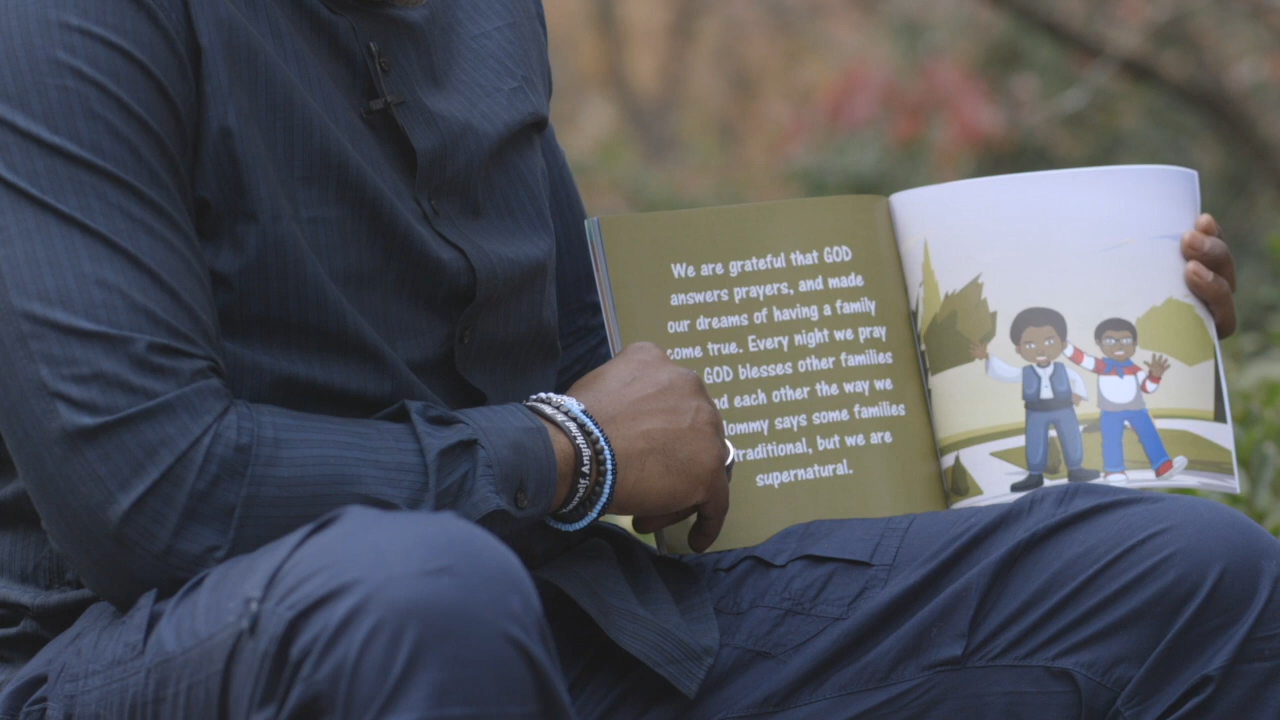 We are grateful that GOD
answers prayers, and made
our dreams of having a family
come true. Every night we pray
GOD blesses other families
each other the way we
Mommy says some families
traditional, but we are
supernatural.
Anything is